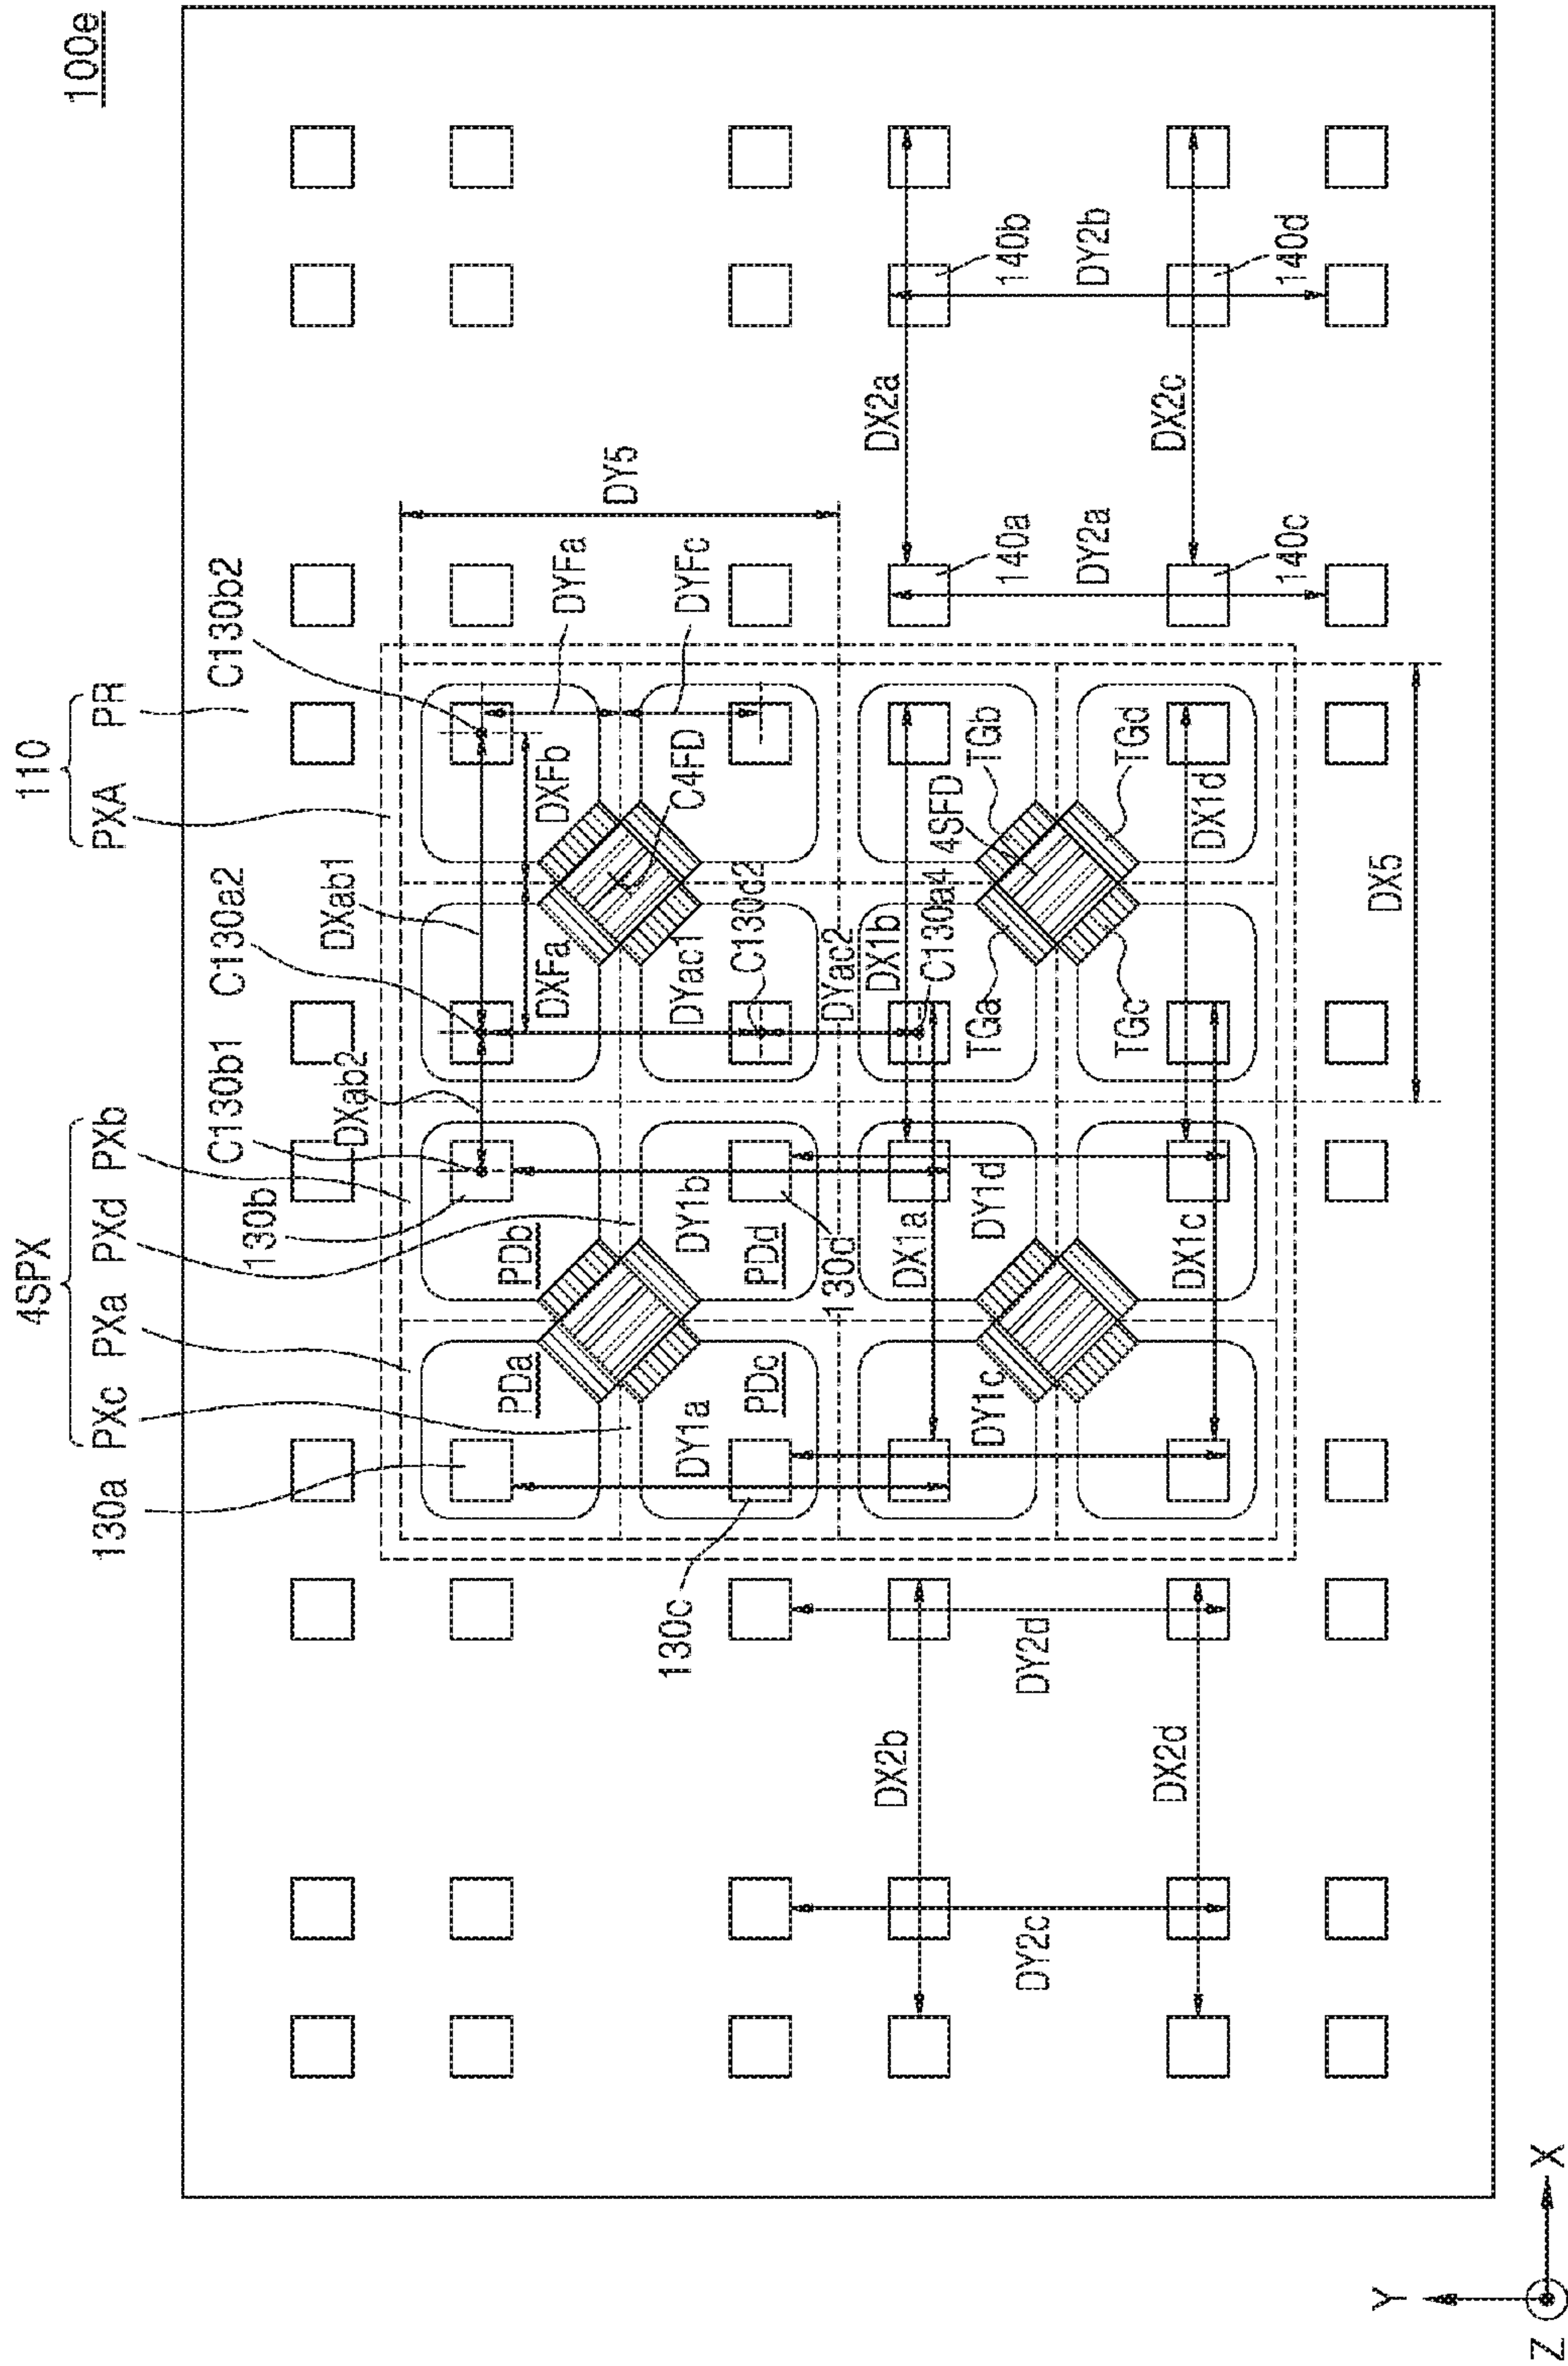 100e
110
PXA PR
4SPX
PXc PXa PXd PXb
130a
130b
C130b1
C130a2
C130b2
DXab2
DXab1
PDa
PDb
DXFa
DXFb
DYFa
DY5
DY1a
DY1b
DYac1
C4FD
DYFc
130c
PDc
PDd
130d
C130d2
DYac2
DX2b
DX1a
DX1b
C130a4
4SFD
DX2a
DY1c
DY1d
TGa
TGb
140a
140b
DY2c
DY2d
DY2a
DY2b
DX2d
DX1c
TGc
TGd
DX1d
DX2c
140c
140d
DX5
Y
Z
X